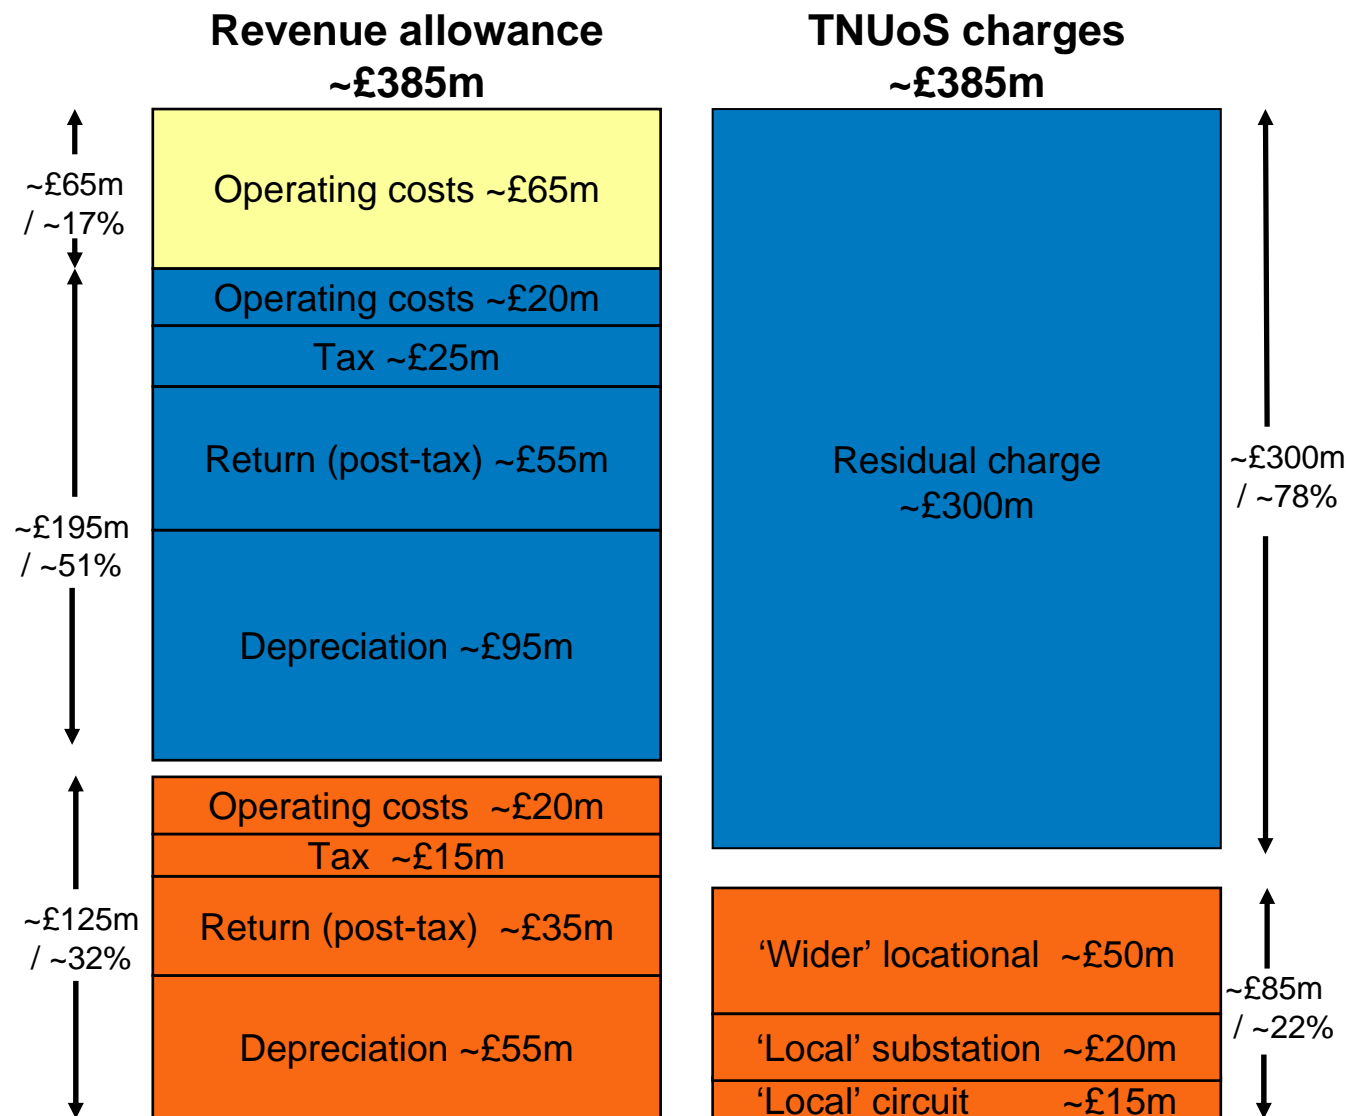 Revenue allowance
~£385m
TNUoS charges
~£385m
~£65m
/ ~17%
Operating costs ~£65m
Operating costs ~£20m
Tax ~£25m
Return (post-tax) ~£55m
Depreciation ~£95m
~£195m
/ ~51%
Residual charge
~£300m
~£300m
/ ~78%
Operating costs  ~£20m
Tax  ~£15m
Return (post-tax)  ~£35m
Depreciation ~£55m
~£125m
/ ~32%
‘Wider’ locational  ~£50m
‘Local’ substation  ~£20m
‘Local’ circuit  ~£15m
~£85m
/ ~22%